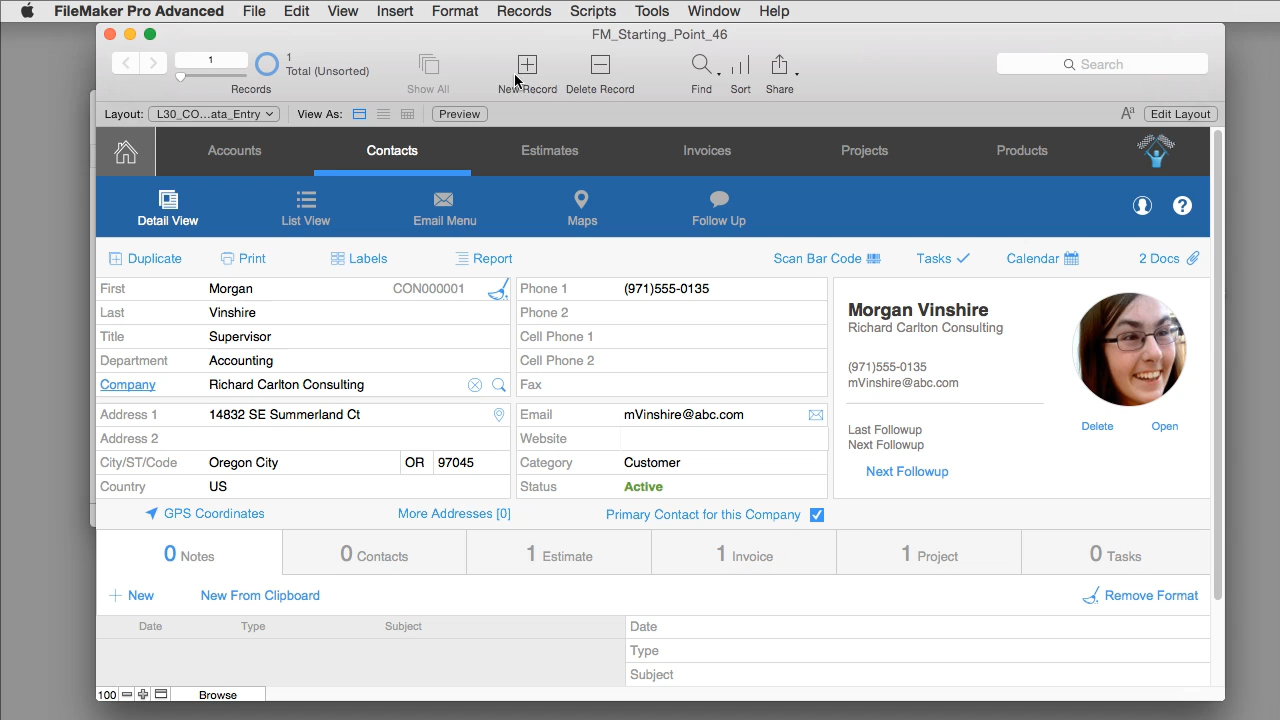 FileMaker Pro Advanced File Edit View Insert Format Records Scripts Tools Window Help
FM_Starting_Point_46
1
1
Total (Unsorted)
Records
Show All
New Record
Delete Record
Find
Sort
Share
Search
Layout: L30_CO...ata_Entry View As: Preview Aa Edit Layout
Accounts Contacts Estimates Invoices Projects Products
Detail View List View Email Menu Maps Follow Up ?
Duplicate Print Labels Report Scan Bar Code Tasks Calendar 2 Docs
First Morgan CON000001
Last Vinshire
Title Supervisor
Department Accounting
Company Richard Carlton Consulting
Address 1 14832 SE Summerland Ct
Address 2
City/ST/Code Oregon City OR 97045
Country US
Phone 1 (971)555-0135
Phone 2
Cell Phone 1
Cell Phone 2
Fax
Email mVinshire@abc.com
Website
Category Customer
Status Active
Morgan Vinshire
Richard Carlton Consulting
(971)555-0135
mVinshire@abc.com
Last Followup
Next Followup
Next Followup
Delete Open
GPS Coordinates More Addresses [0] Primary Contact for this Company
0 Notes 0 Contacts 1 Estimate 1 Invoice 1 Project 0 Tasks
New New From Clipboard Remove Format
Date Type Subject
Date
Type
Subject
100 Browse